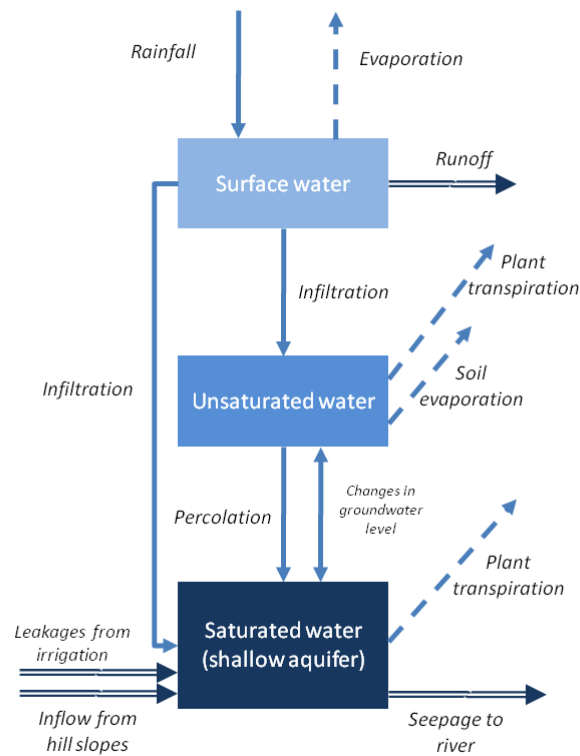 Rainfall
Evaporation
Surface water
Runoff
Infiltration
Plant
transpiration
Infiltration
Unsaturated water
Soil
evaporation
Percolation
Changes in
groundwater
level
Plant
transpiration
Saturated water
(shallow aquifer)
Leakages from
irrigation
Inflow from
hill slopes
Seepage to
river